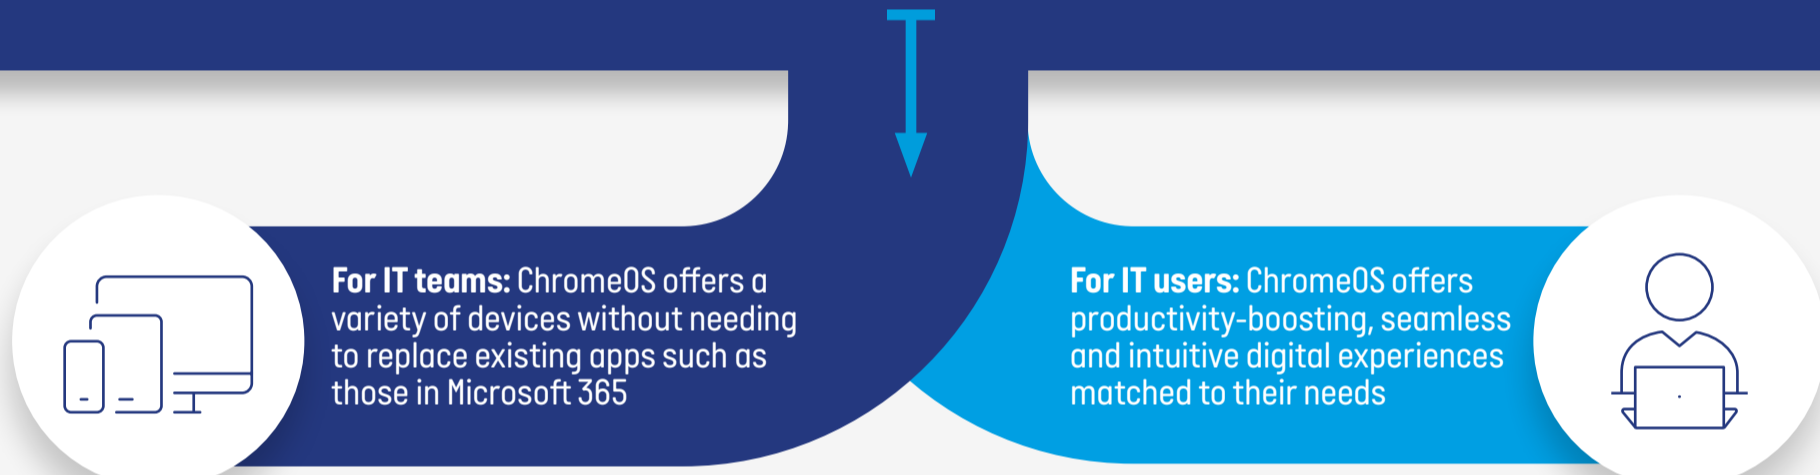 For IT teams: ChromeOS offers a
variety of devices without needing
to replace existing apps such as
those in Microsoft 365
For IT users: ChromeOS offers
productivity-boosting, seamless
and intuitive digital experiences
matched to their needs